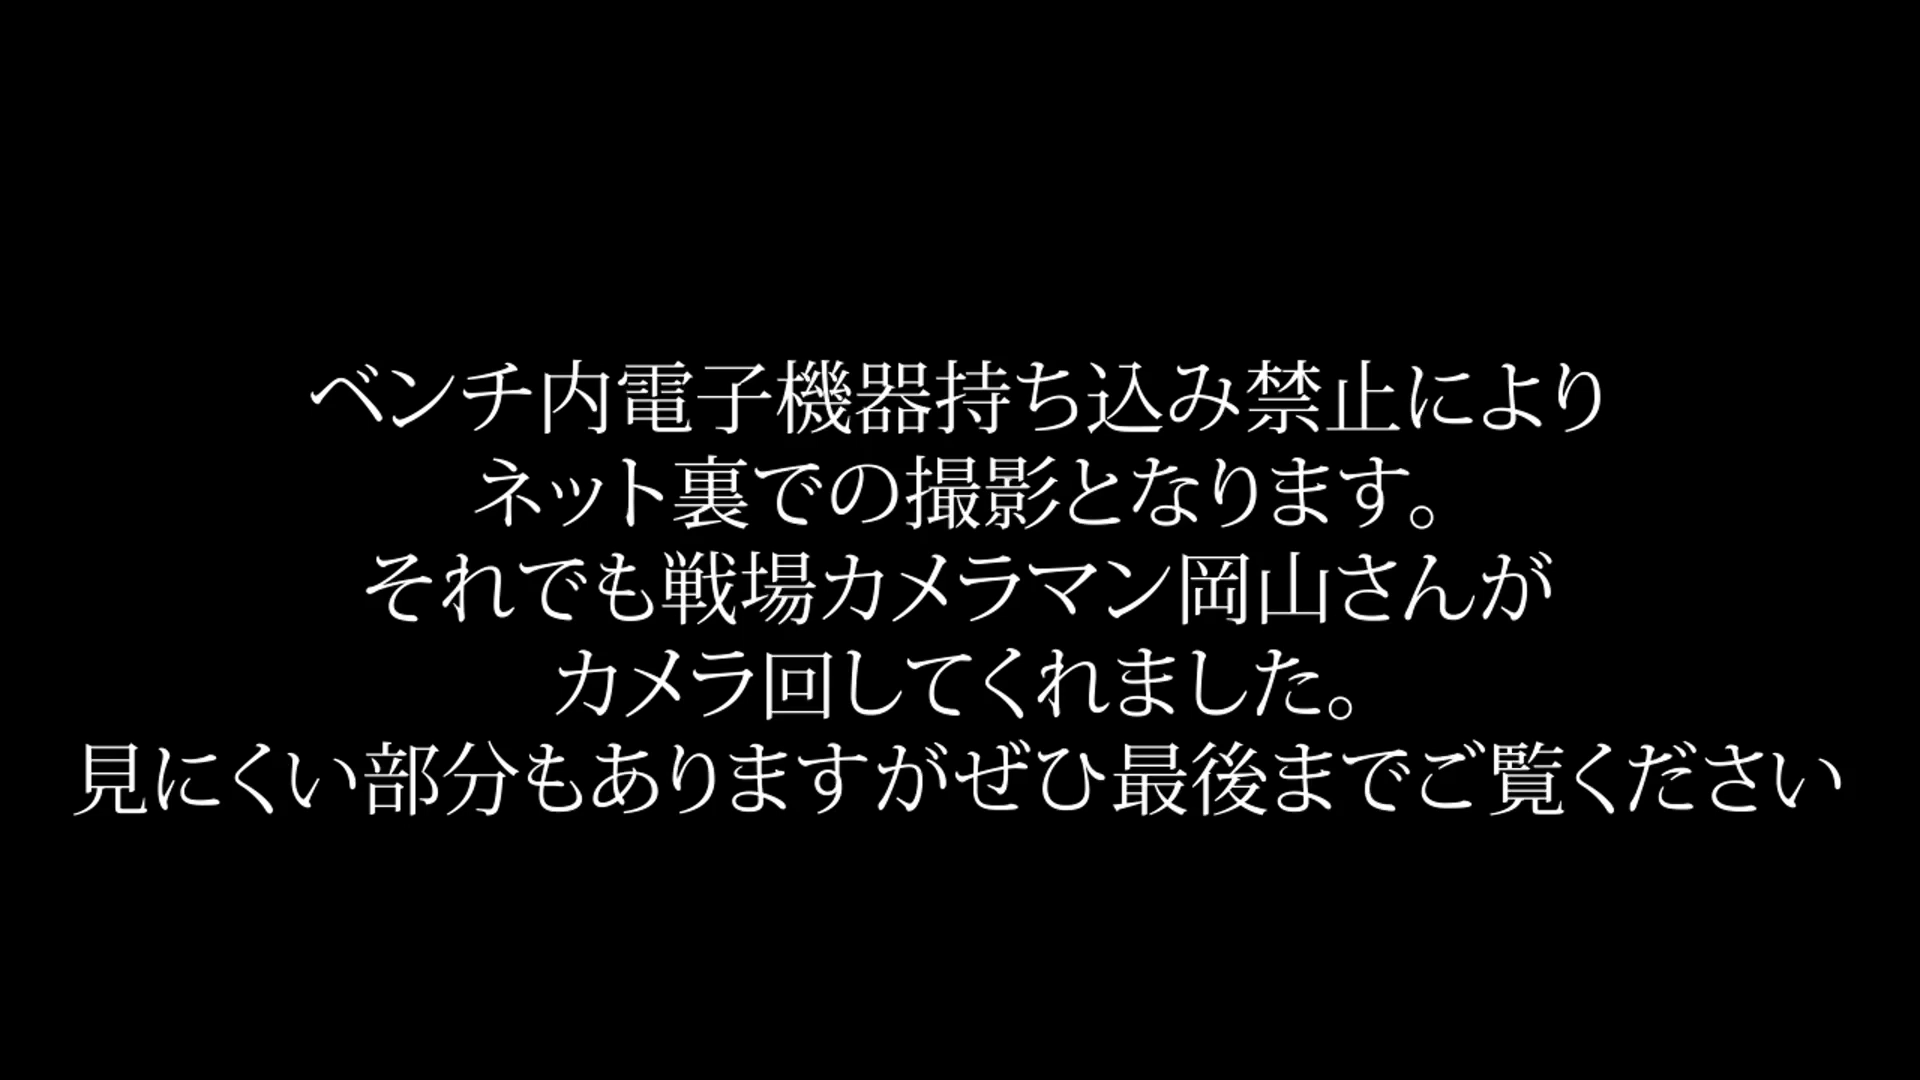 ベンチ内電子機器持ち込み禁止により
ネット裏での撮影となります。
それでも戦場カメラマン岡山さんが
カメラ回してくれました。
見にくい部分もありますがぜひ最後までご覧ください